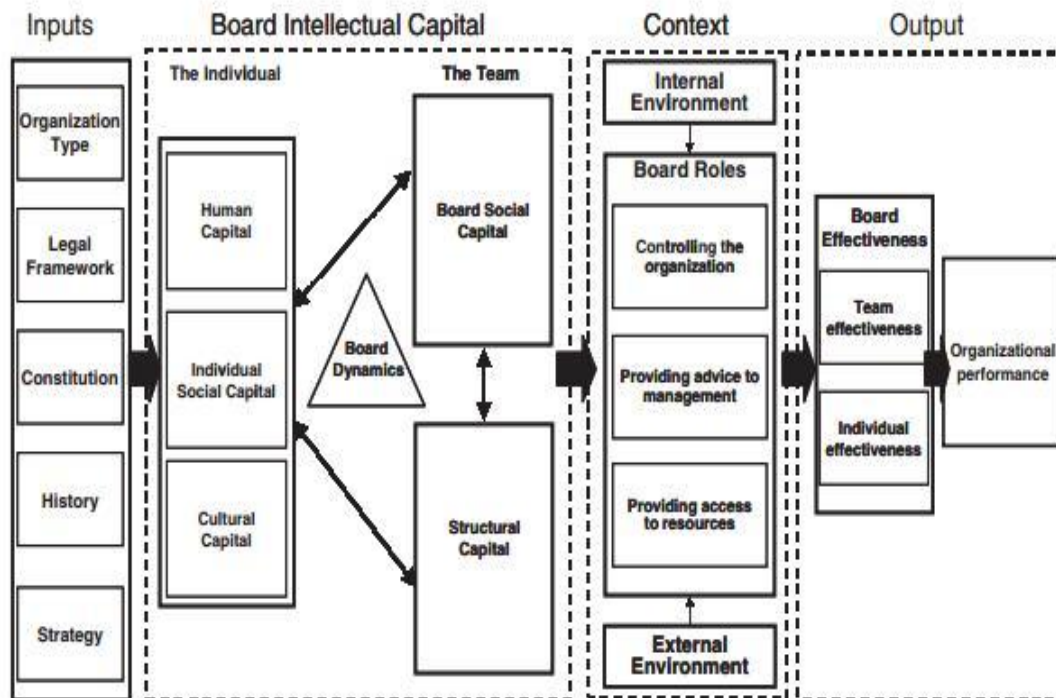 Inputs
Board Intellectual Capital
Context
Output
Organization
Type
Legal
Framework
Constitution
History
Strategy
The Individual
Human
Capital
Individual
Social Capital
Cultural
Capital
Board
Dynamics
The Team
Board Social
Capital
Structural
Capital
Internal
Environment
Board Roles
Controlling the
organization
Providing advice to
management
Providing access
to resources
External
Environment
Board
Effectiveness
Team
effectiveness
Individual
effectiveness
Organizational
performance